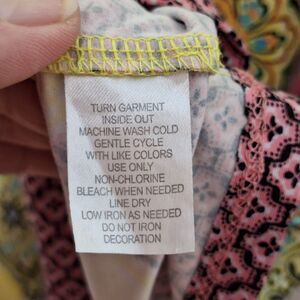 TURN GARMENT
INSIDE OUT
MACHINE WASH COLD
GENTLE CYCLE
WITH LIKE COLORS
USE ONLY
NON-CHLORINE
BLEACH WHEN NEEDED
LINE DRY
LOW IRON AS NEEDED
DO NOT IRON
DECORATION